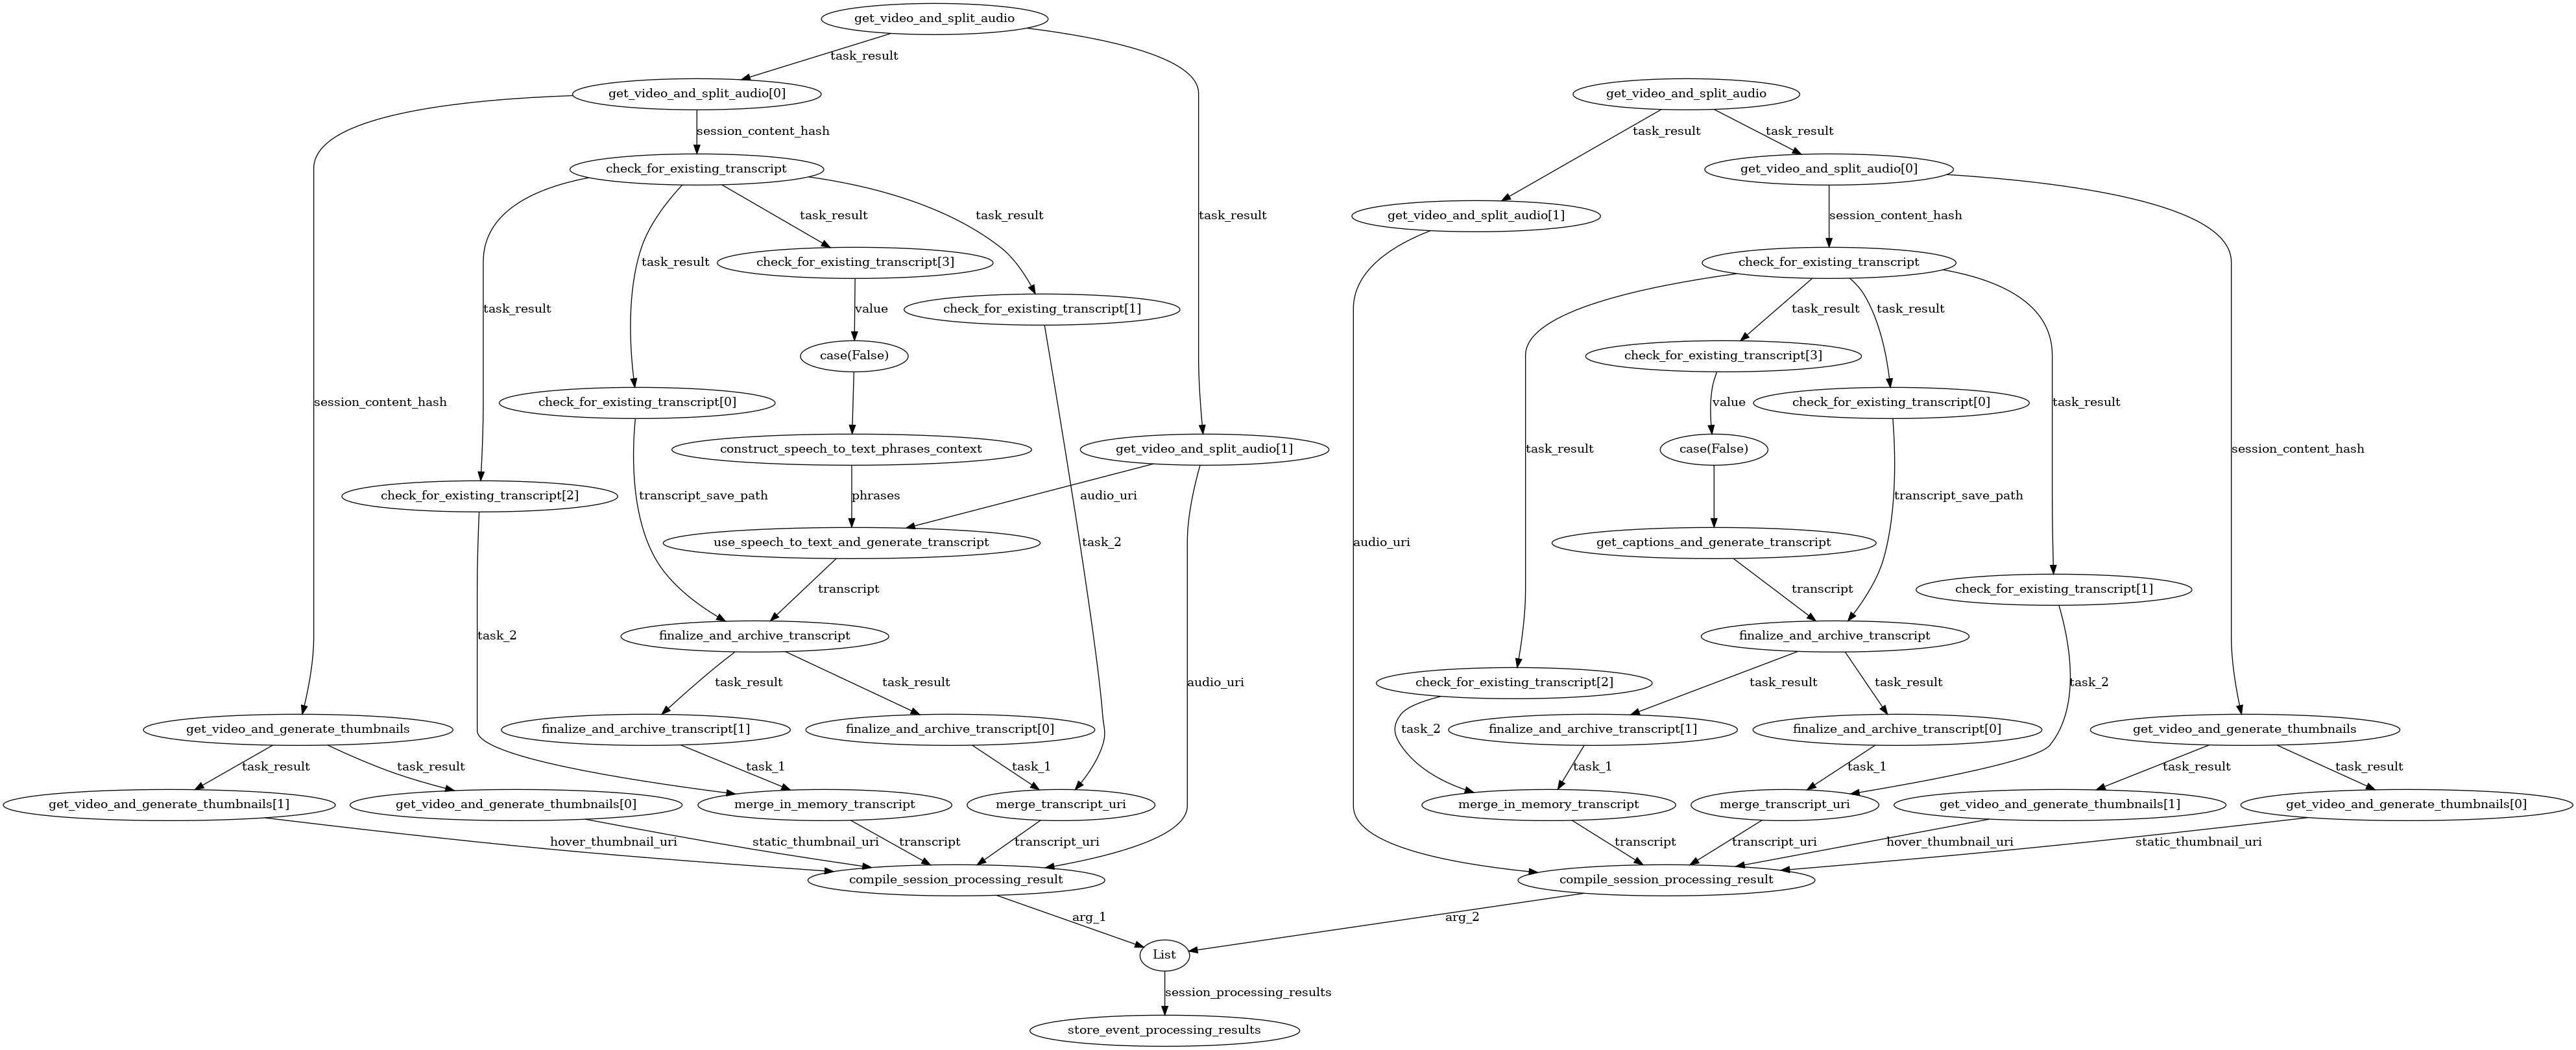 get_video_and_split_audio
task_result
get_video_and_split_audio[0]
get_video_and_split_audio
session_content_hash
task_result
task_result
check_for_existing_transcript
get_video_and_split_audio[0]
task_result
task_result
task_result
get_video_and_split_audio[1]
session_content_hash
check_for_existing_transcript[3]
task_result
check_for_existing_transcript
task_result
value
check_for_existing_transcript[1]
task_result
task_result
case(False)
check_for_existing_transcript[3]
session_content_hash
check_for_existing_transcript[0]
value
check_for_existing_transcript[0]
task_result
construct_speech_to_text_phrases_context
get_video_and_split_audio[1]
task_result
case(False)
session_content_hash
check_for_existing_transcript[2]
transcript_save_path
phrases
audio_uri
transcript_save_path
use_speech_to_text_and_generate_transcript
task_2
audio_uri
get_captions_and_generate_transcript
transcript
transcript
check_for_existing_transcript[1]
task_2
finalize_and_archive_transcript
finalize_and_archive_transcript
task_result
task_result
audio_uri
check_for_existing_transcript[2]
task_result
task_result
task_2
get_video_and_generate_thumbnails
finalize_and_archive_transcript[1]
finalize_and_archive_transcript[0]
task_2
finalize_and_archive_transcript[1]
finalize_and_archive_transcript[0]
get_video_and_generate_thumbnails
task_result
task_result
task_1
task_1
task_1
task_1
task_result
task_result
get_video_and_generate_thumbnails[1]
get_video_and_generate_thumbnails[0]
merge_in_memory_transcript
merge_transcript_uri
merge_in_memory_transcript
merge_transcript_uri
get_video_and_generate_thumbnails[1]
get_video_and_generate_thumbnails[0]
hover_thumbnail_uri
static_thumbnail_uri
transcript
transcript_uri
transcript
transcript_uri
hover_thumbnail_uri
static_thumbnail_uri
compile_session_processing_result
compile_session_processing_result
arg_1
arg_2
List
session_processing_results
store_event_processing_results